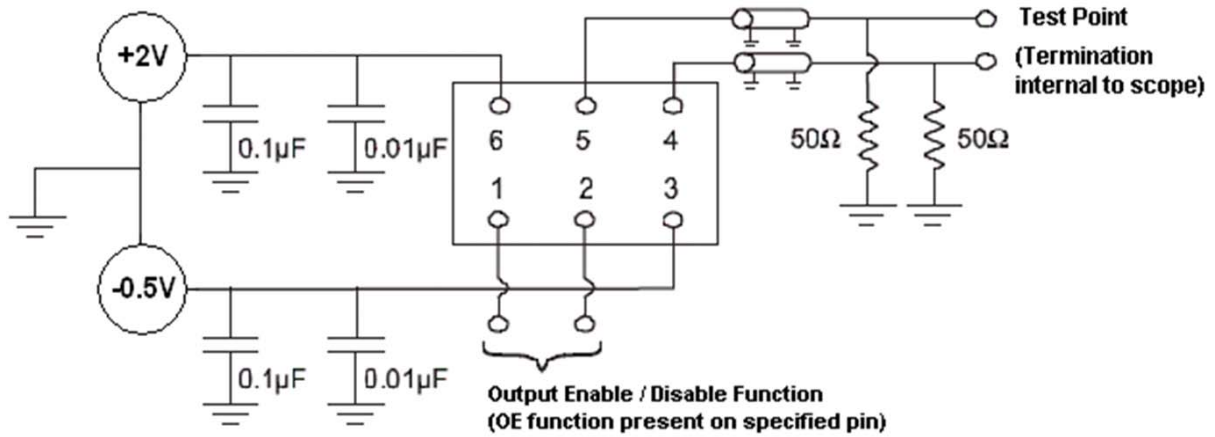 +2V
Test Point
(Termination
internal to scope)
0.1µF
0.01µF
6 5 4
50Ω
50Ω
1 2 3
-0.5V
0.1µF
0.01µF
Output Enable / Disable Function
(OE function present on specified pin)